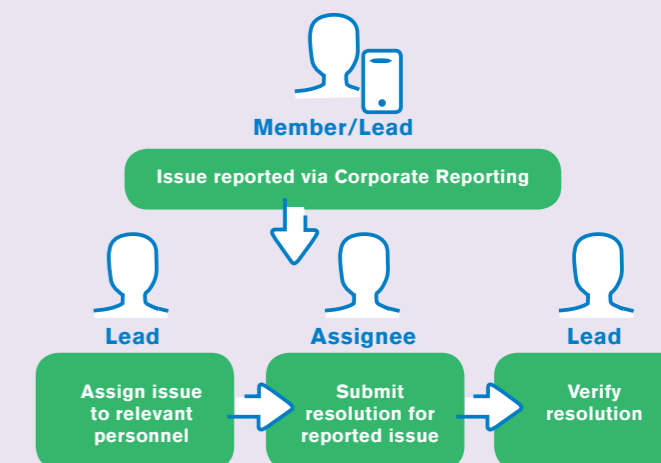 Member/Lead
Issue reported via Corporate Reporting
Lead
Assign issue
to relevant
personnel
Assignee
Submit
resolution for
reported issue
Lead
Verify
resolution